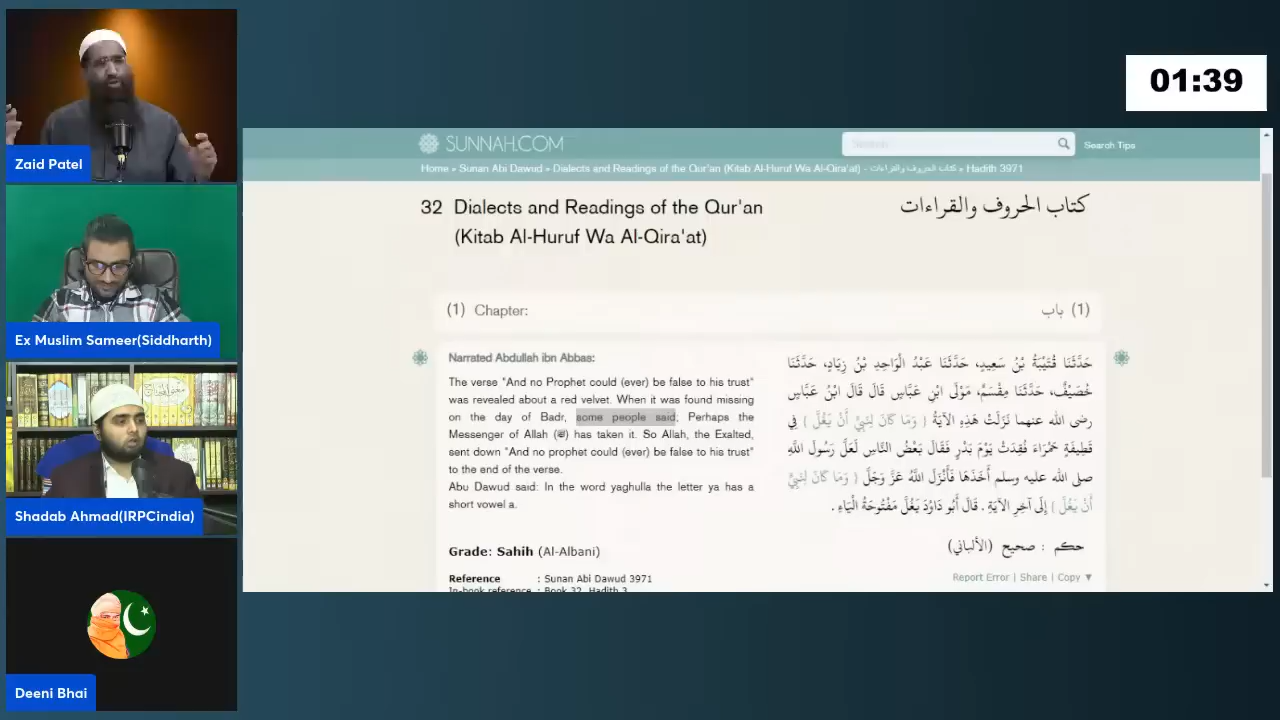 Zaid Patel
Ex Muslim Sameer(Siddharth)
Shadab Ahmad(IRPCindia)
Deeni Bhai
01:39
SUNNAH.COM
Search
Search Tips
Home » Sunan Abi Dawud » Dialects and Readings of the Qur'an (Kitab Al-Huruf Wa Al-Qira'at) - كتاب الحروف والقراءات » Hadith 3971
32 Dialects and Readings of the Qur'an
(Kitab Al-Huruf Wa Al-Qira'at)
كتاب الحروف والقراءات
(1) Chapter:
(1) باب
Narrated Abdullah ibn Abbas:
The verse "And no Prophet could (ever) be false to his trust"
was revealed about a red velvet. When it was found missing
on the day of Badr, some people said; Perhaps the
Messenger of Allah (ﷺ) has taken it. So Allah, the Exalted,
sent down "And no prophet could (ever) be false to his trust"
to the end of the verse.
Abu Dawud said: In the word yaghulla the letter ya has a
short vowel a.
حَدَّثَنَا قُتَيْبَةُ بْنُ سَعِيدٍ، حَدَّثَنَا عَبْدُ الْوَاحِدِ بْنُ زِيَادٍ، حَدَّثَنَا
خُصَيْفٌ، حَدَّثَنَا مِقْسَمٌ، مَوْلَى ابْنِ عَبَّاسٍ قَالَ قَالَ ابْنُ عَبَّاسٍ
رضى الله عنهما نَزَلَتْ هَذِهِ الآيَةُ { وَمَا كَانَ لِنَبِيٍّ أَنْ يَغُلَّ } فِي
قَطِيفَةٍ حَمْرَاءَ فُقِدَتْ يَوْمَ بَدْرٍ فَقَالَ بَعْضُ النَّاسِ لَعَلَّ رَسُولَ اللَّهِ
صلى الله عليه وسلم أَخَذَهَا فَأَنْزَلَ اللَّهُ عَزَّ وَجَلَّ { وَمَا كَانَ لِنَبِيٍّ
أَنْ يَغُلَّ } إِلَى آخِرِ الآيَةِ . قَالَ أَبُو دَاوُدَ يَغُلَّ مَفْتُوحَةُ الْيَاءِ .
Grade: Sahih (Al-Albani)
حكم : صحيح (الألباني)
Reference : Sunan Abi Dawud 3971
In-book reference : Book 32, Hadith 3
Report Error | Share | Copy ▼